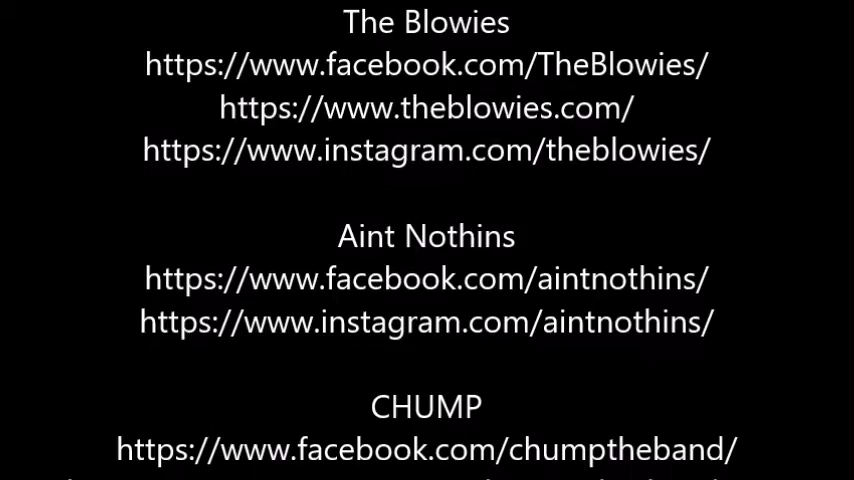 The Blowies
https://www.facebook.com/TheBlowies/
https://www.theblowies.com/
https://www.instagram.com/theblowies/
Aint Nothins
https://www.facebook.com/aintnothins/
https://www.instagram.com/aintnothins/
CHUMP
https://www.facebook.com/chumptheband/